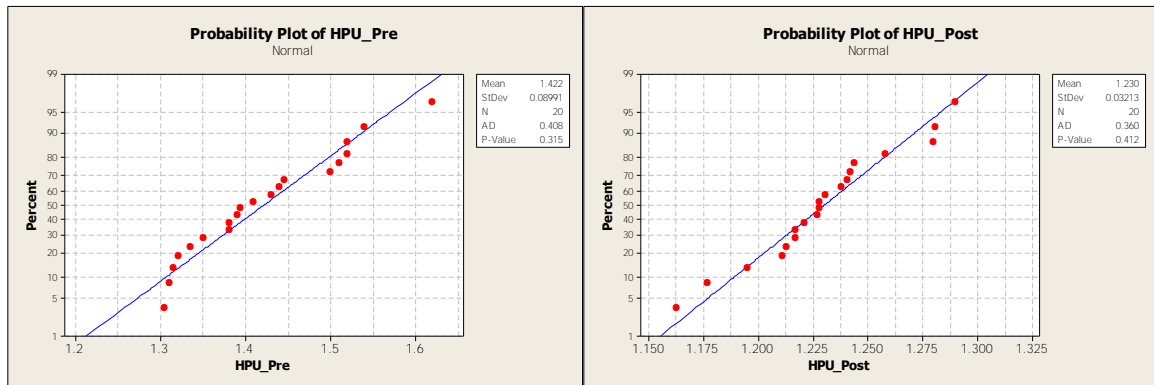 Probability Plot of HPU_Pre
Normal
99
95
90
80
70
60
50
40
30
20
10
5
1
Percent
1.2 1.3 1.4 1.5 1.6
HPU_Pre
Mean 1.422
StDev 0.08991
N 20
AD 0.408
P-Value 0.315
Probability Plot of HPU_Post
Normal
99
95
90
80
70
60
50
40
30
20
10
5
1
Percent
1.150 1.175 1.200 1.225 1.250 1.275 1.300 1.325
HPU_Post
Mean 1.230
StDev 0.03213
N 20
AD 0.360
P-Value 0.412